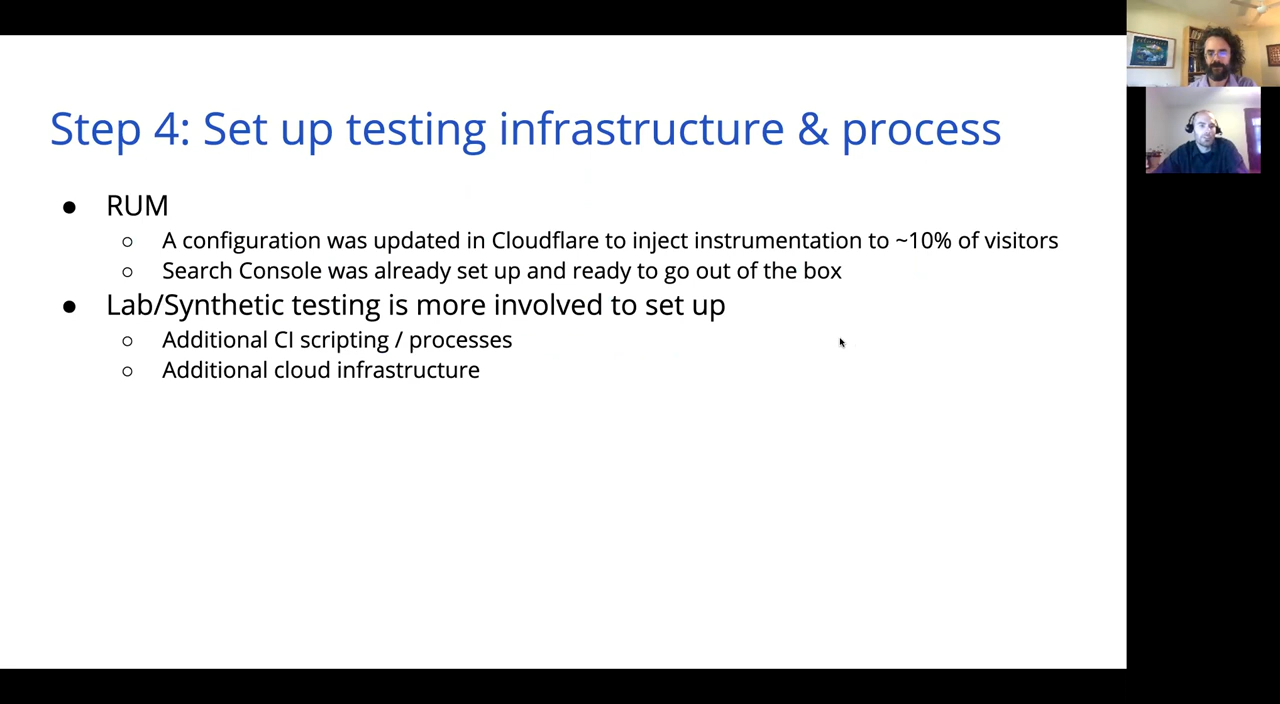 Step 4: Set up testing infrastructure & process
● RUM
○ A configuration was updated in Cloudflare to inject instrumentation to ~10% of visitors
○ Search Console was already set up and ready to go out of the box
● Lab/Synthetic testing is more involved to set up
○ Additional CI scripting / processes
○ Additional cloud infrastructure